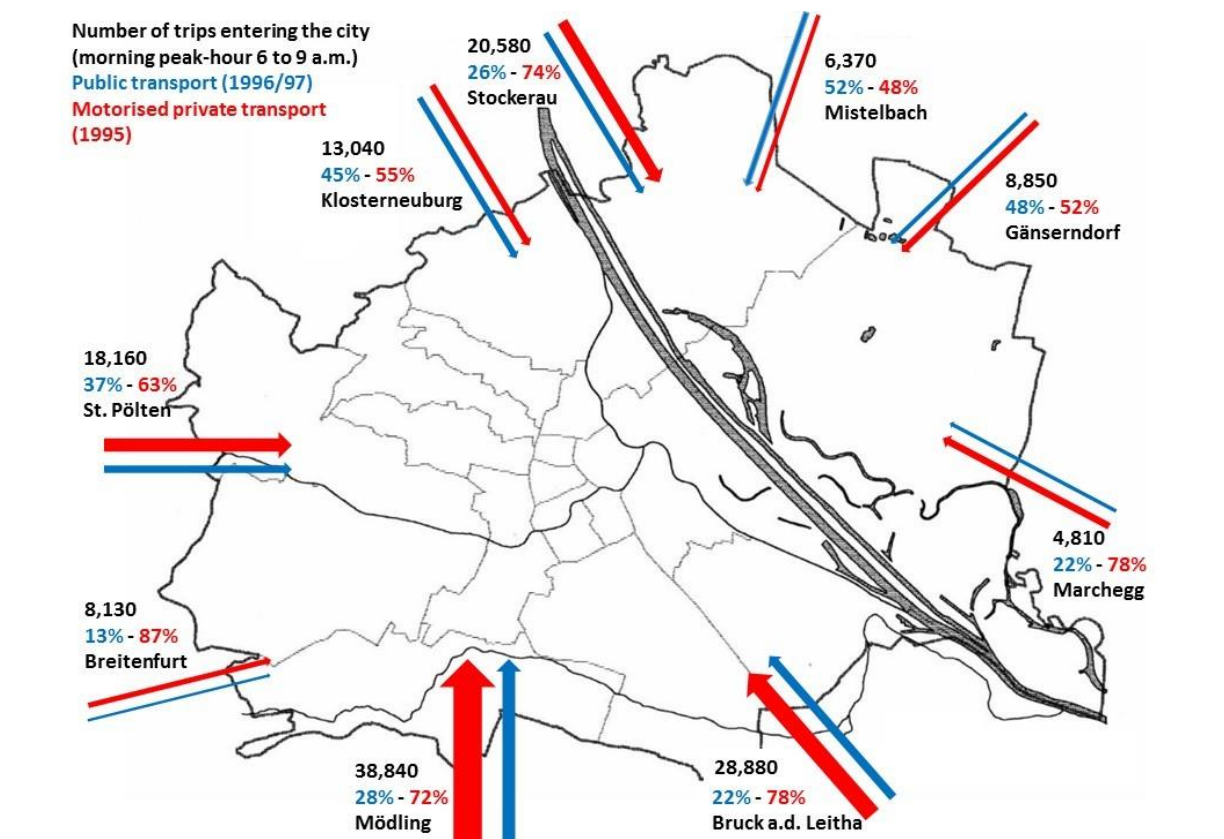 Number of trips entering the city
(morning peak-hour 6 to 9 a.m.)
Public transport (1996/97)
Motorised private transport
(1995)
20,580
26% - 74%
Stockerau
6,370
52% - 48%
Mistelbach
13,040
45% - 55%
Klosterneuburg
8,850
48% - 52%
Gänserndorf
18,160
37% - 63%
St. Pölten
4,810
22% - 78%
Marchegg
8,130
13% - 87%
Breitenfurt
38,840
28% - 72%
Mödling
28,880
22% - 78%
Bruck a.d. Leitha